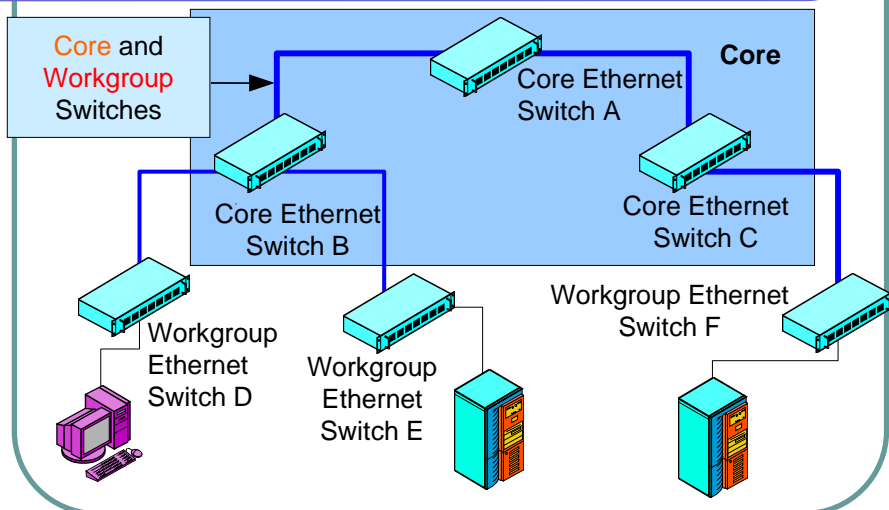 Core and
Workgroup
Switches
Core
Core Ethernet
Switch A
Core Ethernet
Switch B
Core Ethernet
Switch C
Workgroup
Ethernet
Switch D
Workgroup
Ethernet
Switch E
Workgroup Ethernet
Switch F